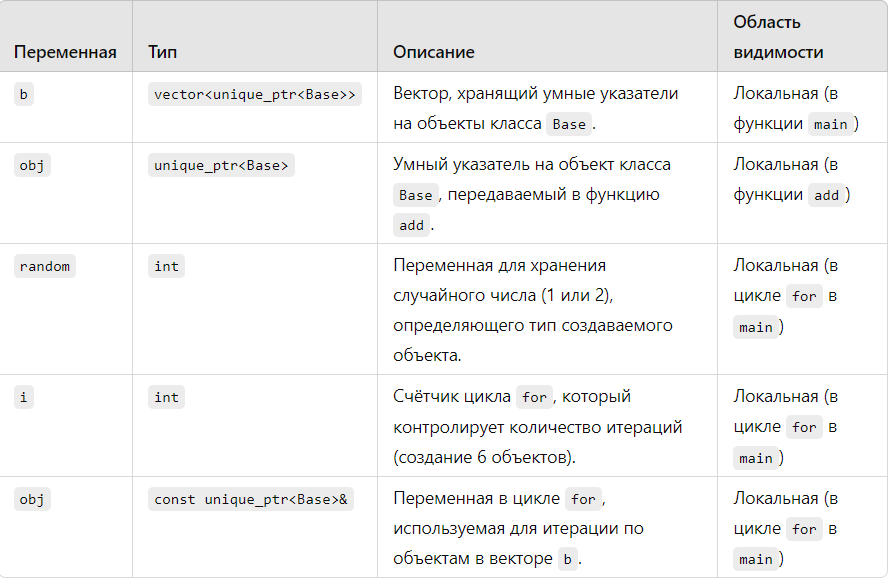 Переменная Тип Описание Область видимости
b vector<unique_ptr<Base>> Вектор, хранящий умные указатели Локальная (в
на объекты класса Base. функции main)
obj unique_ptr<Base> Умный указатель на объект класса Локальная (в
Base, передаваемый в функцию функции add)
add.
random int Переменная для хранения Локальная (в
случайного числа (1 или 2), цикле for в
определяющего тип создаваемого main)
объекта.
i int Счётчик цикла for, который Локальная (в
контролирует количество итераций цикле for в
(создание 6 объектов). main)
obj const unique_ptr<Base>& Переменная в цикле for, Локальная (в
используемая для итерации по цикле for в
объектам в векторе b. main)